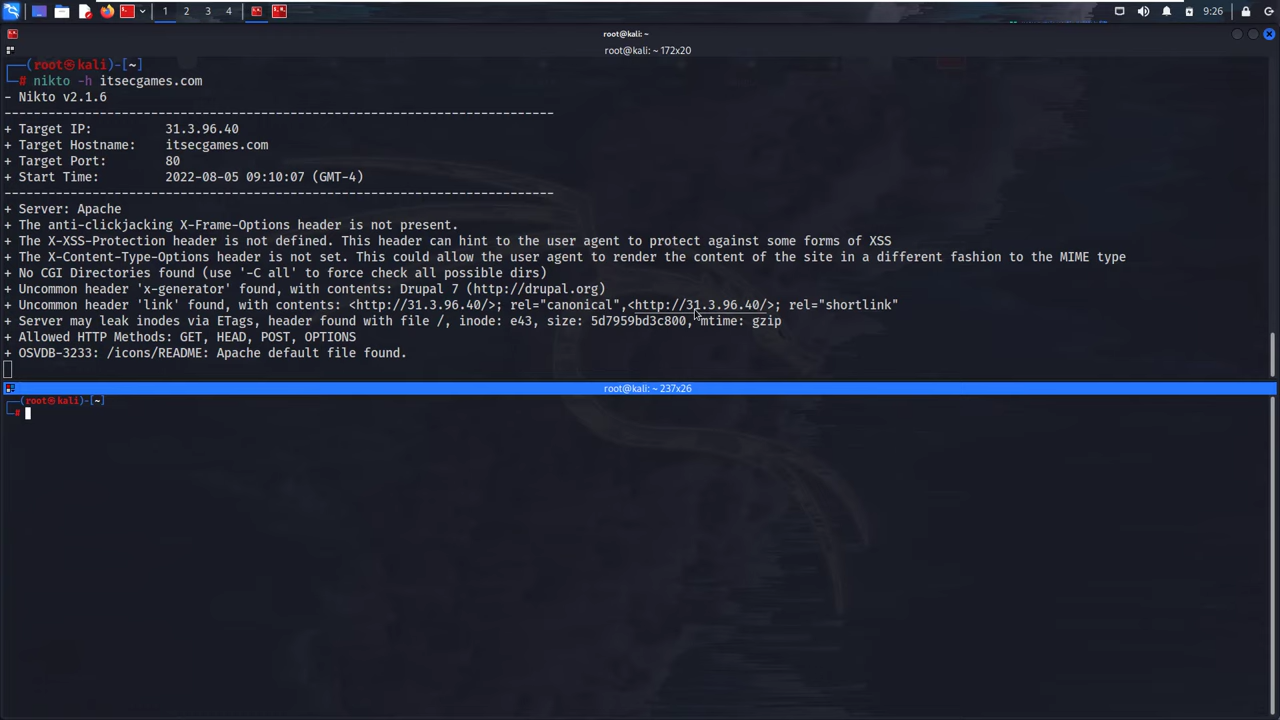 1 2 3 4 9:26
root@kali: ~
root@kali: ~ 172x20
┌──(root㉿kali)-[~]
└─# nikto -h itsecgames.com
- Nikto v2.1.6
---------------------------------------------------------------------------
+ Target IP: 31.3.96.40
+ Target Hostname: itsecgames.com
+ Target Port: 80
+ Start Time: 2022-08-05 09:10:07 (GMT-4)
---------------------------------------------------------------------------
+ Server: Apache
+ The anti-clickjacking X-Frame-Options header is not present.
+ The X-XSS-Protection header is not defined. This header can hint to the user agent to protect against some forms of XSS
+ The X-Content-Type-Options header is not set. This could allow the user agent to render the content of the site in a different fashion to the MIME type
+ No CGI Directories found (use '-C all' to force check all possible dirs)
+ Uncommon header 'x-generator' found, with contents: Drupal 7 (http://drupal.org)
+ Uncommon header 'link' found, with contents: <http://31.3.96.40/>; rel="canonical",<http://31.3.96.40/>; rel="shortlink"
+ Server may leak inodes via ETags, header found with file /, inode: e43, size: 5d7959bd3c800, mtime: gzip
+ Allowed HTTP Methods: GET, HEAD, POST, OPTIONS
+ OSVDB-3233: /icons/README: Apache default file found.
root@kali: ~ 237x26
┌──(root㉿kali)-[~]
└─#